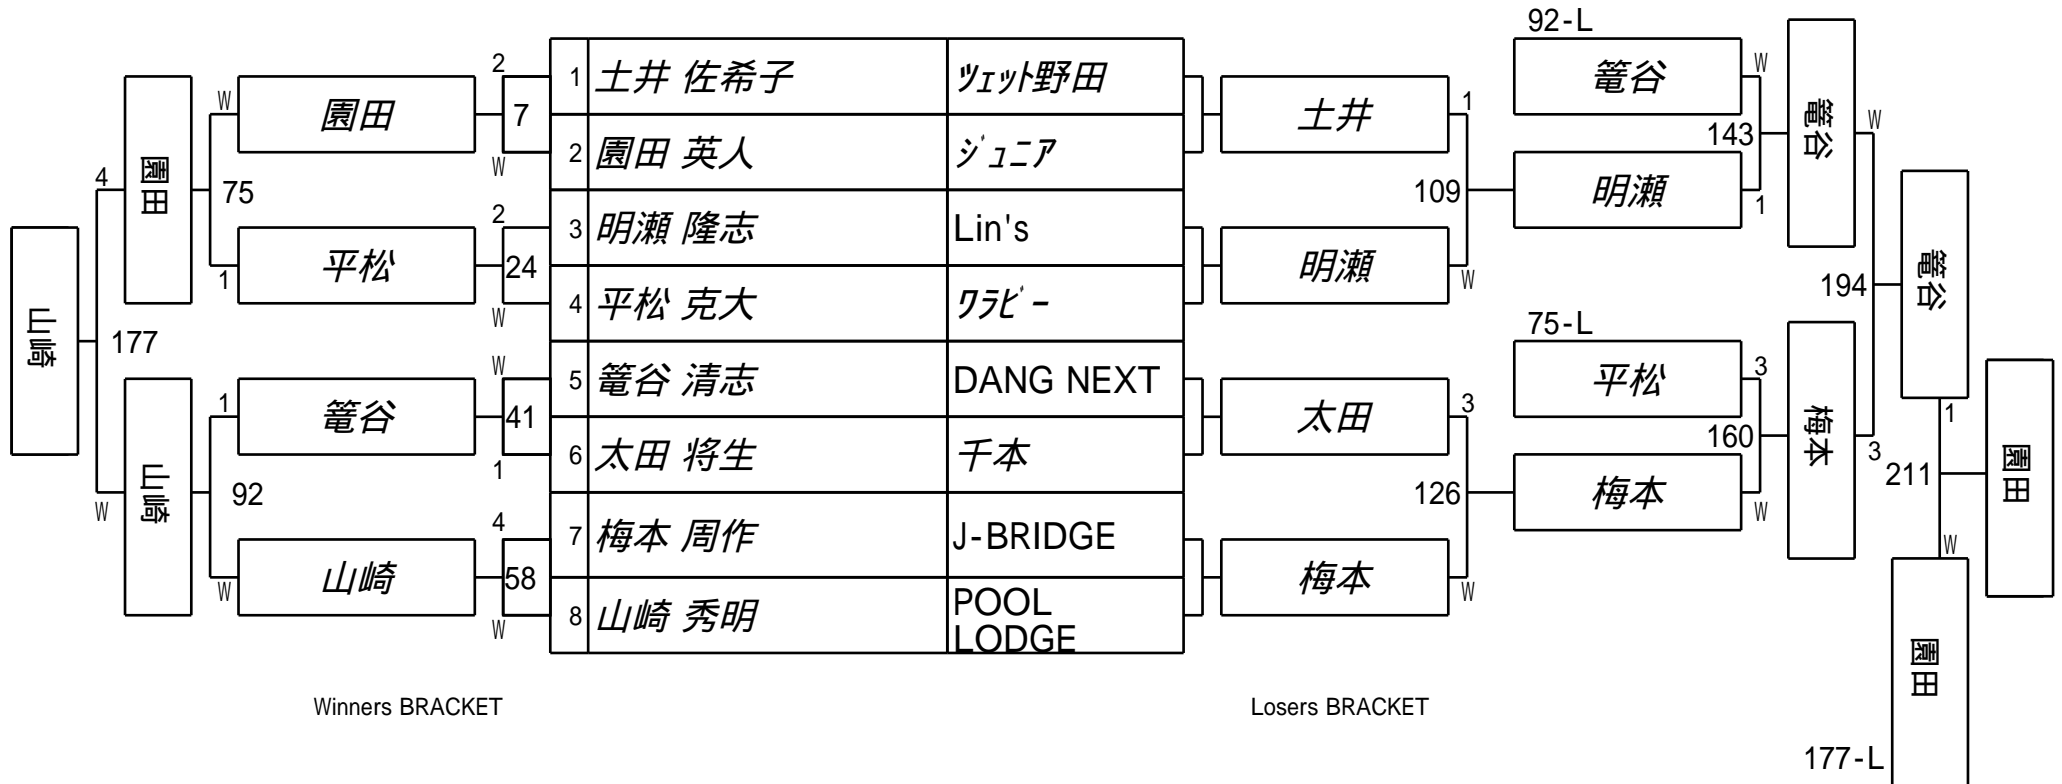 92-L
2
1 土井 佐希子 ツェット野田
W 園田 7 土井 1 篭谷 W
2 園田 英人 ジュニア
W
143 篭谷 W
4 園田 75
2
3 明瀬 隆志 Lin's
109 明瀬 1
篭谷
1 平松 24 明瀬 W
4 平松 克大 ワラビー
W
194
75-L
山崎 177
W
5 篭谷 清志 DANG NEXT
平松 3
1 篭谷 41 太田 3
6 太田 将生 千本
1
160 梅本 3
1
園田
W 山崎 92
126 梅本 W
211
4
7 梅本 周作 J-BRIDGE
W 山崎 58 梅本 W
8 山崎 秀明 POOL
LODGE
W
W
園田
Winners BRACKET Losers BRACKET
177-L